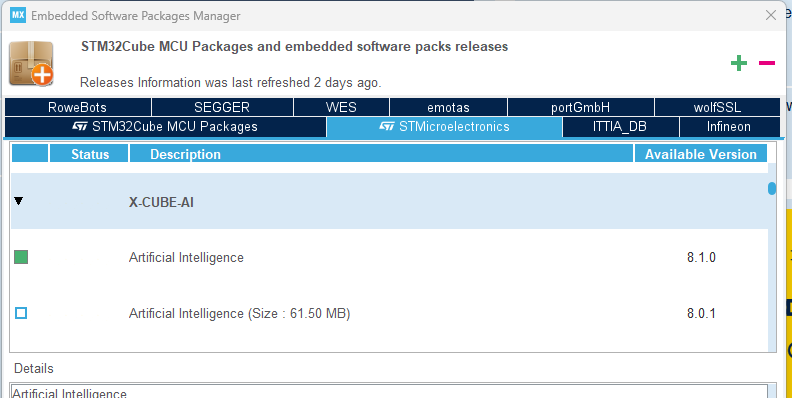 MX Embedded Software Packages Manager
STM32Cube MCU Packages and embedded software packs releases
Releases Information was last refreshed 2 days ago.
RoweBots SEGGER WES emotas portGmbH wolfSSL
STM32Cube MCU Packages STMicroelectronics ITTIA_DB Infineon
Status Description Available Version
X-CUBE-AI
Artificial Intelligence 8.1.0
Artificial Intelligence (Size : 61.50 MB) 8.0.1
Details
Artificial Intelligence